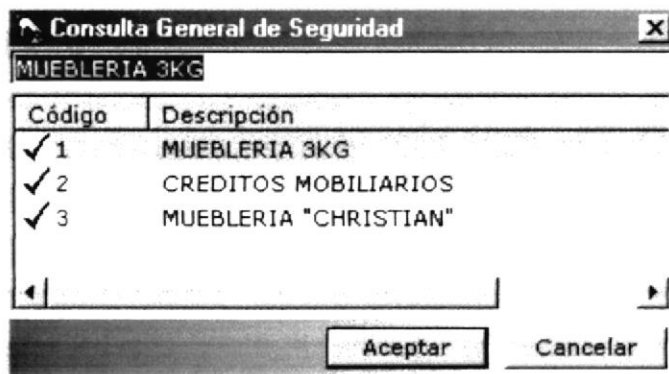 Consulta General de Seguridad
MUEBLERIA 3KG
Código Descripción
1 MUEBLERIA 3KG
2 CREDITOS MOBILIARIOS
3 MUEBLERIA "CHRISTIAN"
Aceptar Cancelar